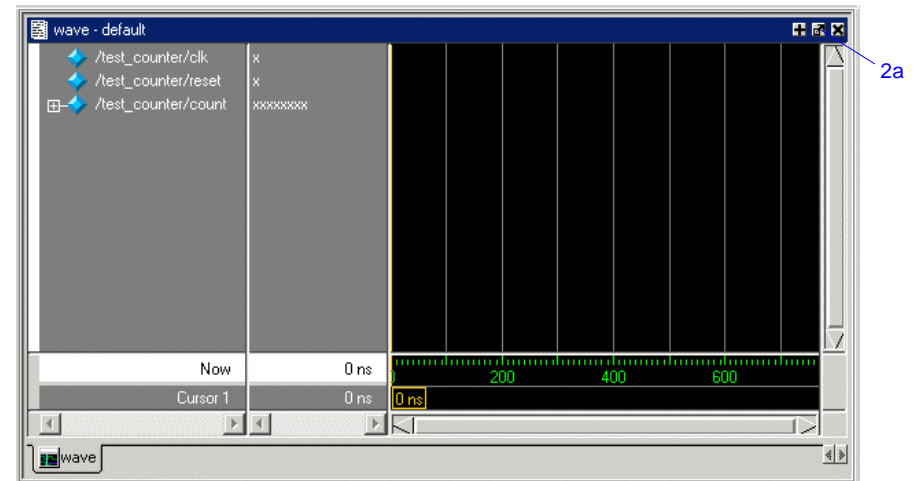 wave - default
2a
/test_counter/clk x
/test_counter/reset x
/test_counter/count xxxxxxxx
Now 0 ns
200 400 600
Cursor 1 0 ns 0 ns
wave